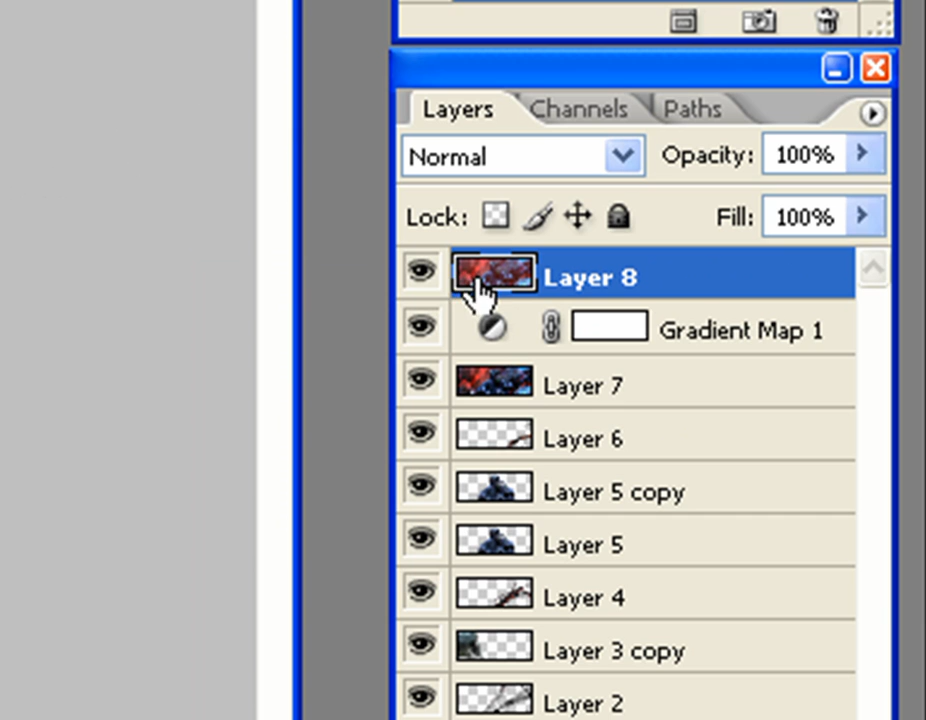 Layers Channels Paths
Normal Opacity: 100%
Lock: Fill: 100%
Layer 8
Gradient Map 1
Layer 7
Layer 6
Layer 5 copy
Layer 5
Layer 4
Layer 3 copy
Layer 2